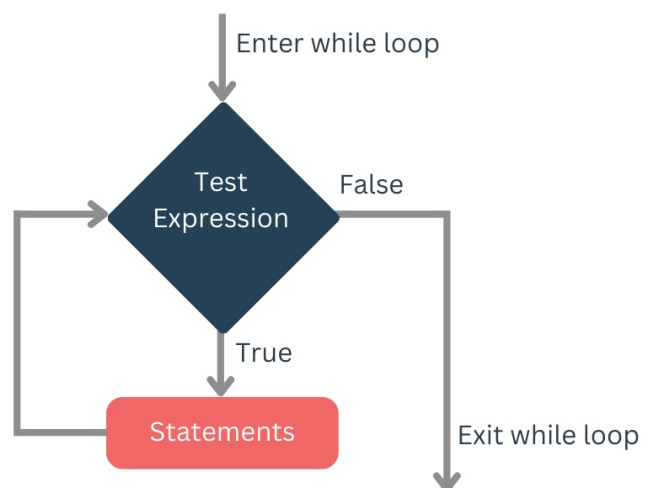 Enter while loop
Test
Expression
False
True
Statements
Exit while loop